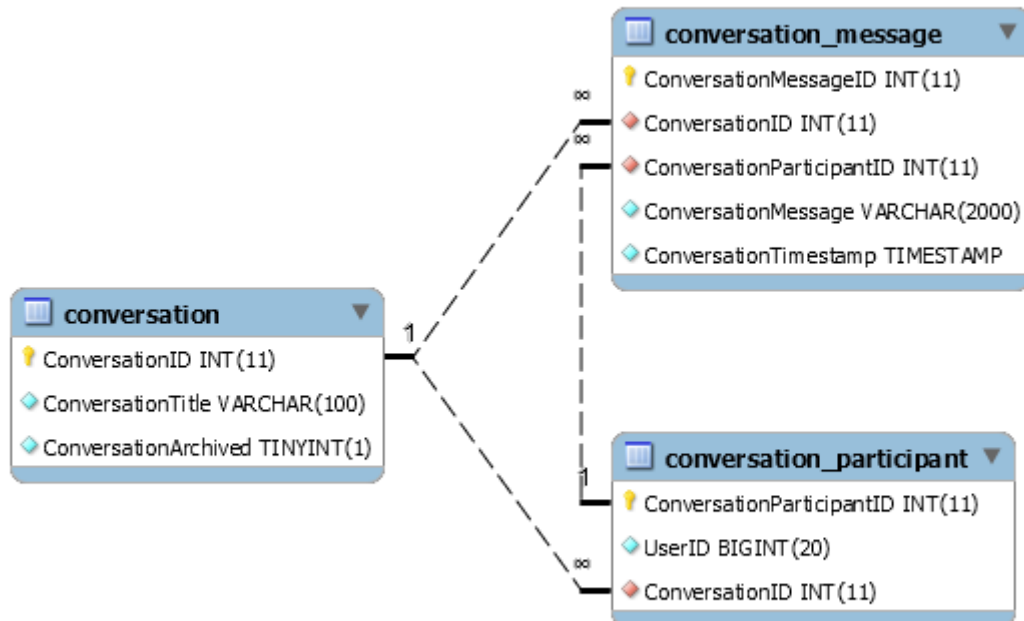 conversation_message
ConversationMessageID INT(11)
ConversationID INT(11)
ConversationParticipantID INT(11)
ConversationMessage VARCHAR(2000)
ConversationTimestamp TIMESTAMP
∞
∞
conversation
ConversationID INT(11)
ConversationTitle VARCHAR(100)
ConversationArchived TINYINT(1)
1
conversation_participant
ConversationParticipantID INT(11)
UserID BIGINT(20)
ConversationID INT(11)
1
∞